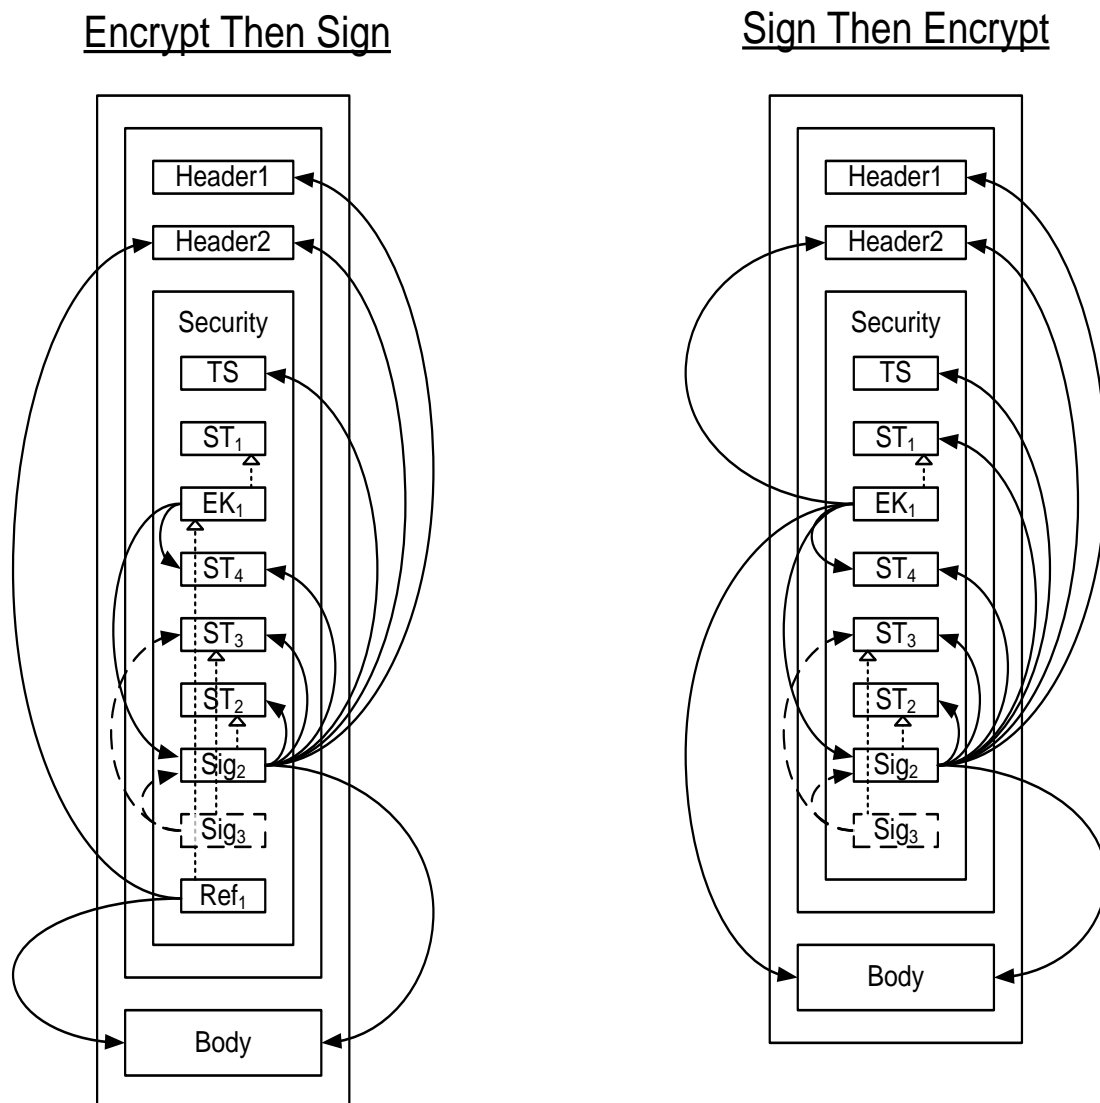 Encrypt Then Sign
Header1
Header2
Security
TS
ST₁
EK₁
ST₄
ST₃
ST₂
Sig₂
Sig₃
Ref₁
Body
Sign Then Encrypt
Header1
Header2
Security
TS
ST₁
EK₁
ST₄
ST₃
ST₂
Sig₂
Sig₃
Body